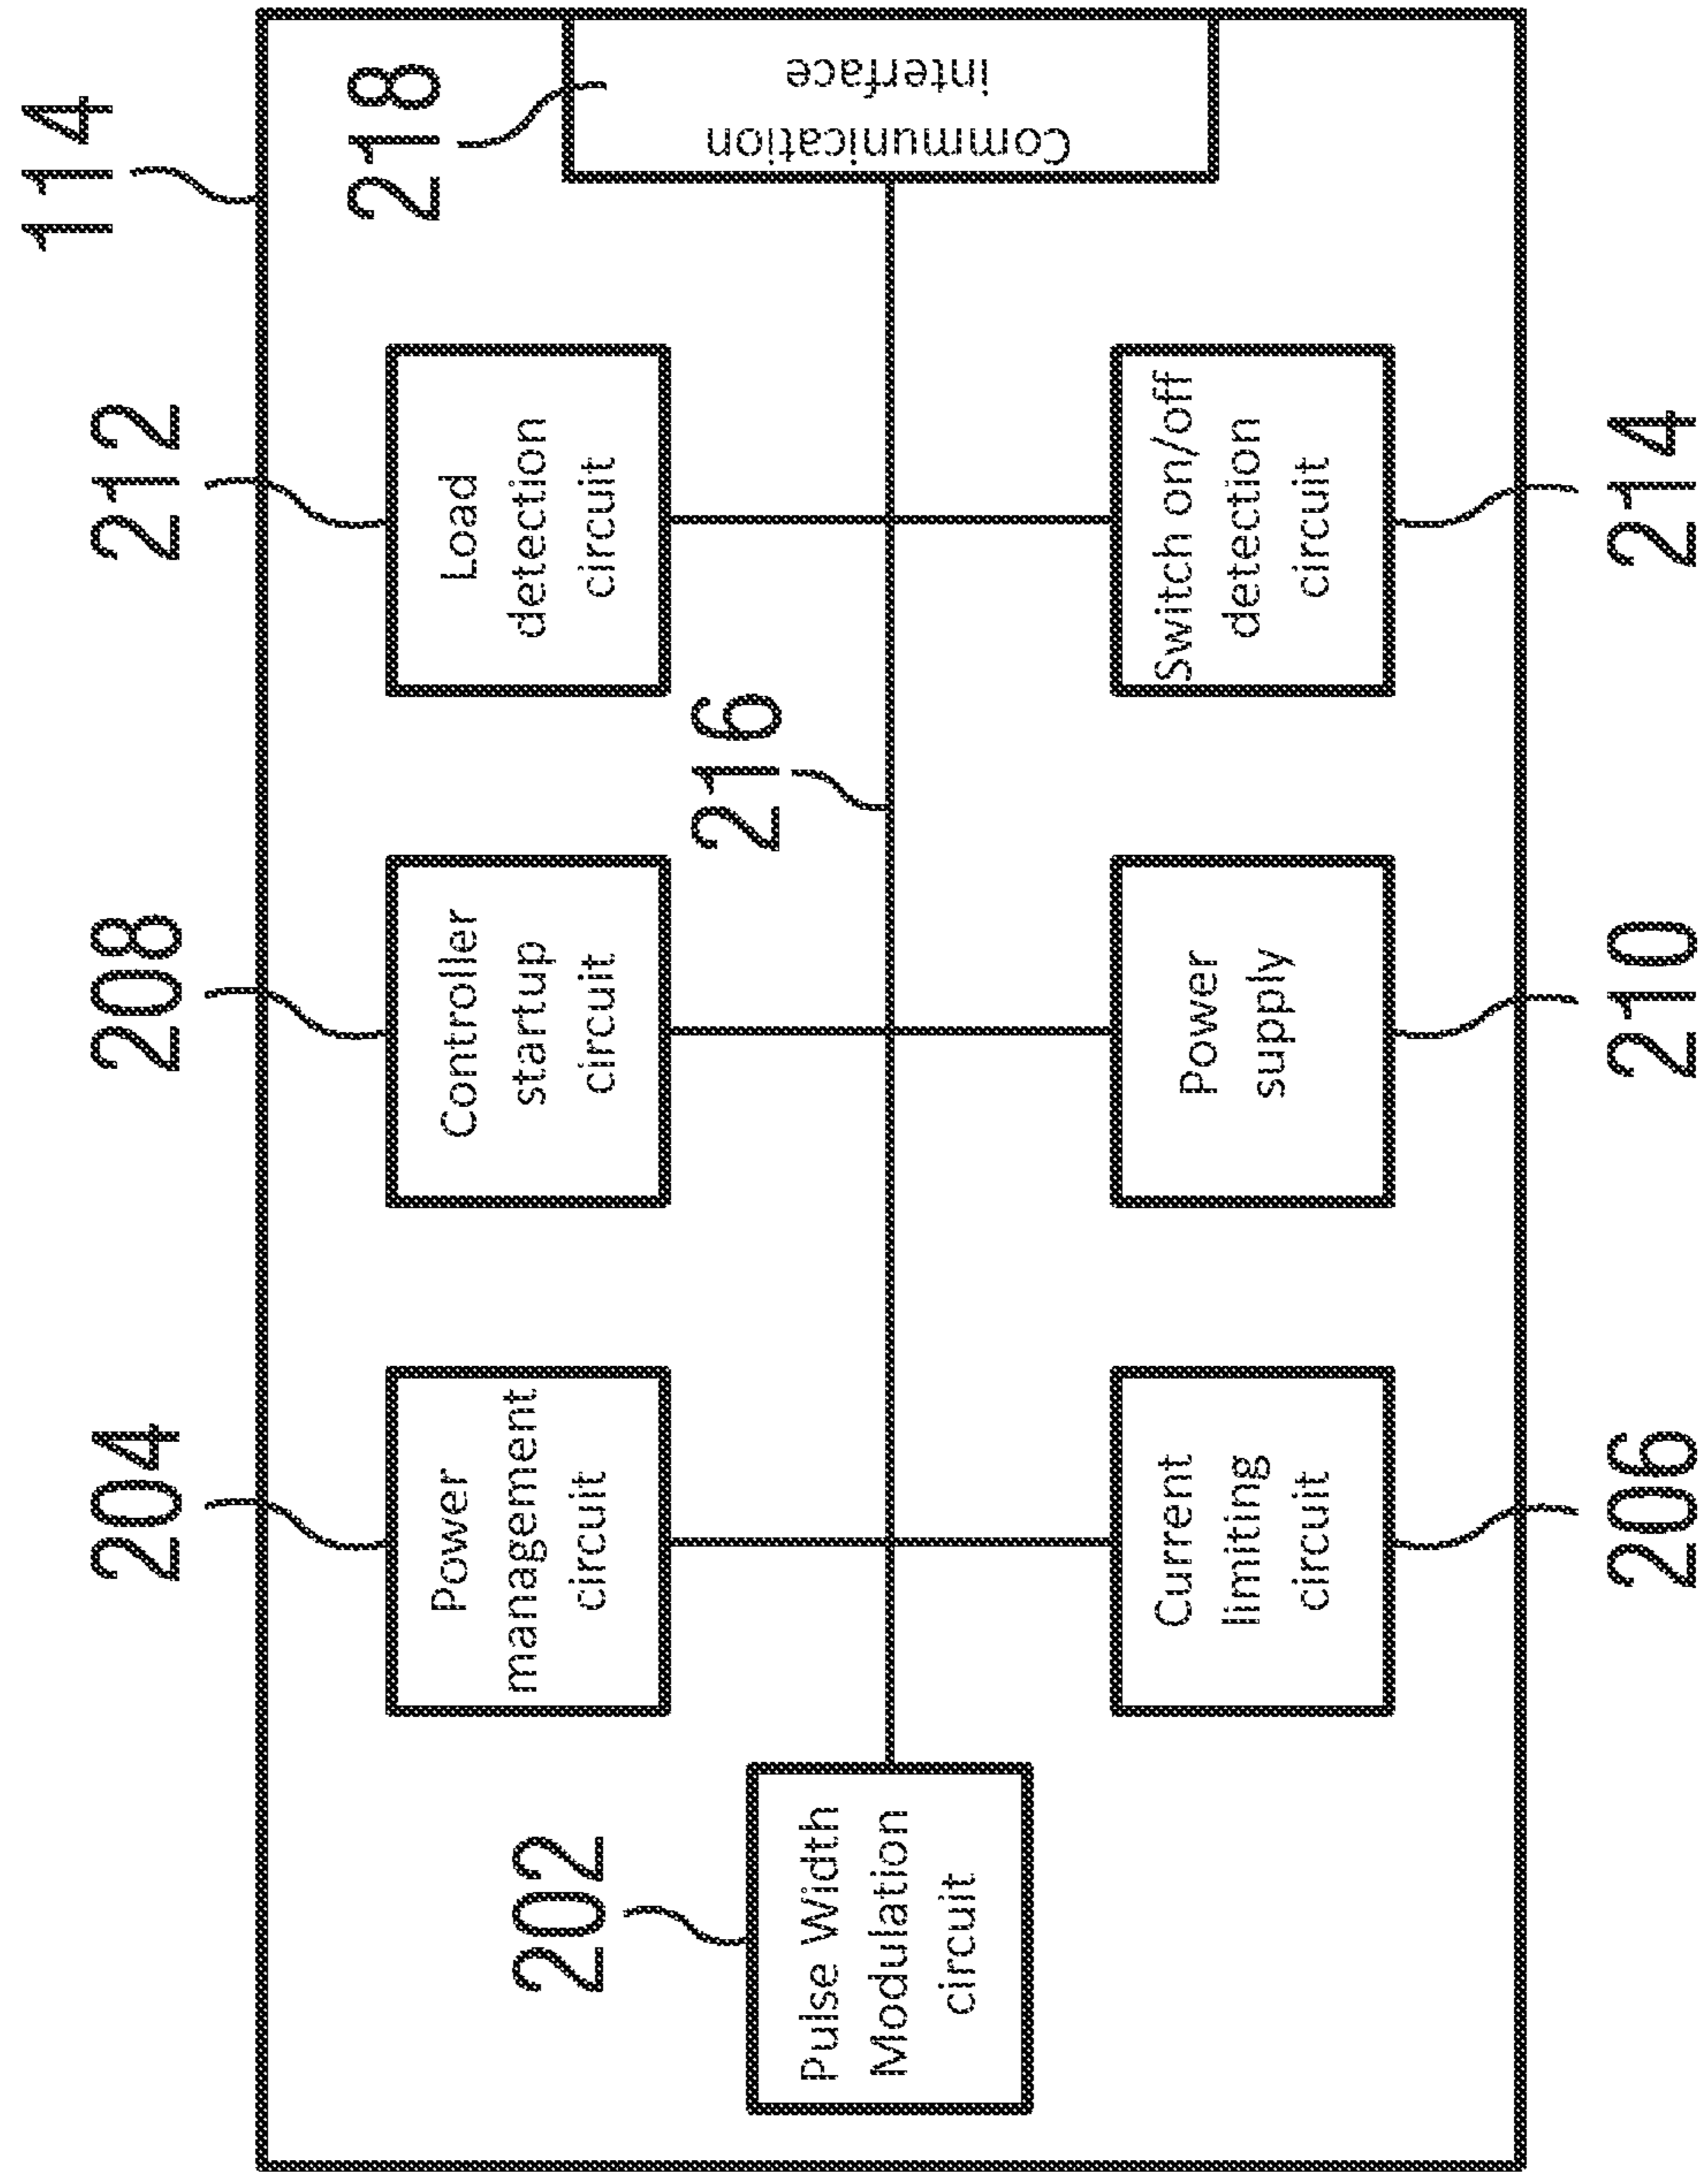 114
204
208
212
218
Power
management
circuit
Controller
startup
circuit
Load
detection
circuit
Communication
interface
202
216
Pulse Width
Modulation
circuit
Current
limiting
circuit
Power
supply
Switch on/off
detection
circuit
206
210
214